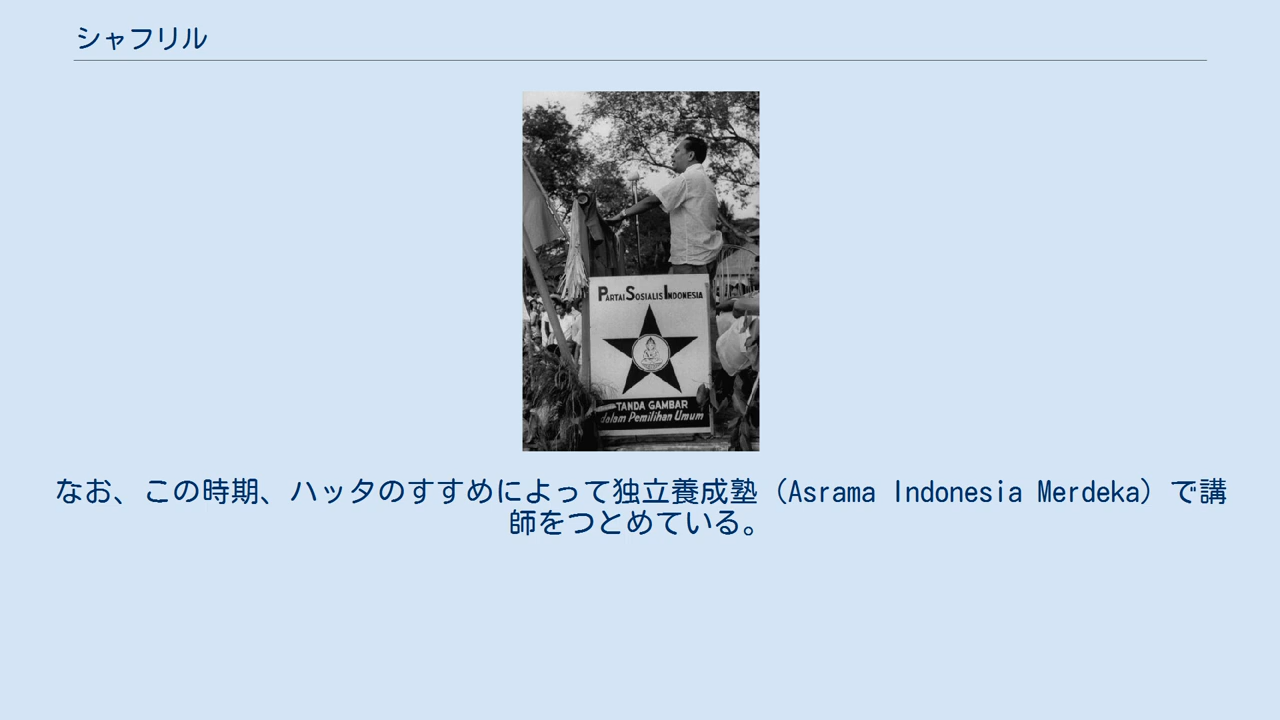 シャフリル
PARTAI SOSIALIS INDONESIA
TANDA GAMBAR
dalam Pemilihan Umum
なお、この時期、ハッタのすすめによって独立養成塾（Asrama Indonesia Merdeka）で講
師をつとめている。